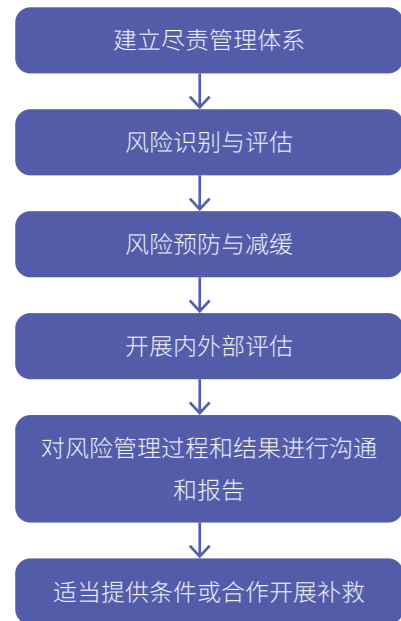 建立尽责管理体系
风险识别与评估
风险预防与减缓
开展内外部评估
对风险管理过程和结果进行沟通
和报告
适当提供条件或合作开展补救